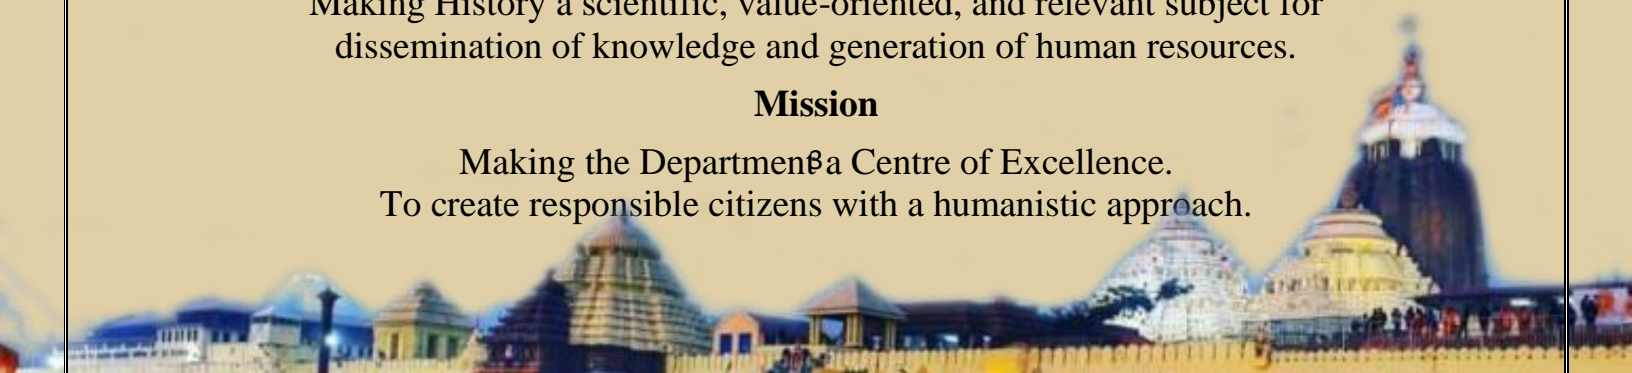 Making History a scientific, value-oriented, and relevant subject for
dissemination of knowledge and generation of human resources.
Mission
Making the Departmentβa Centre of Excellence.
To create responsible citizens with a humanistic approach.